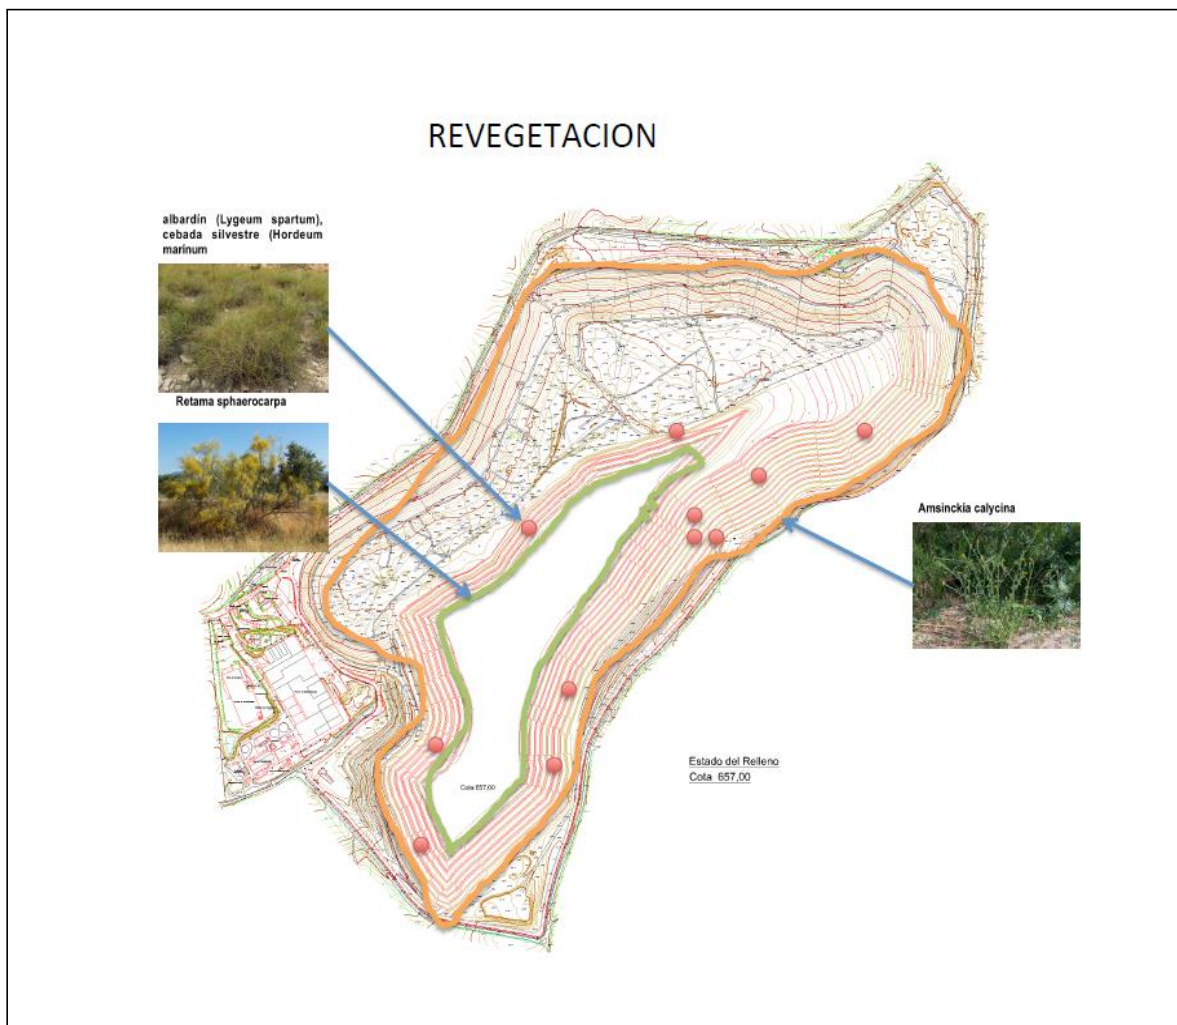 REVEGETACION
albardín (Lygeum spartum),
cebada silvestre (Hordeum
marinum
Retama sphaerocarpa
Amsinckia calycina
Estado del Relleno
Cota 657,00
Cota 657,00